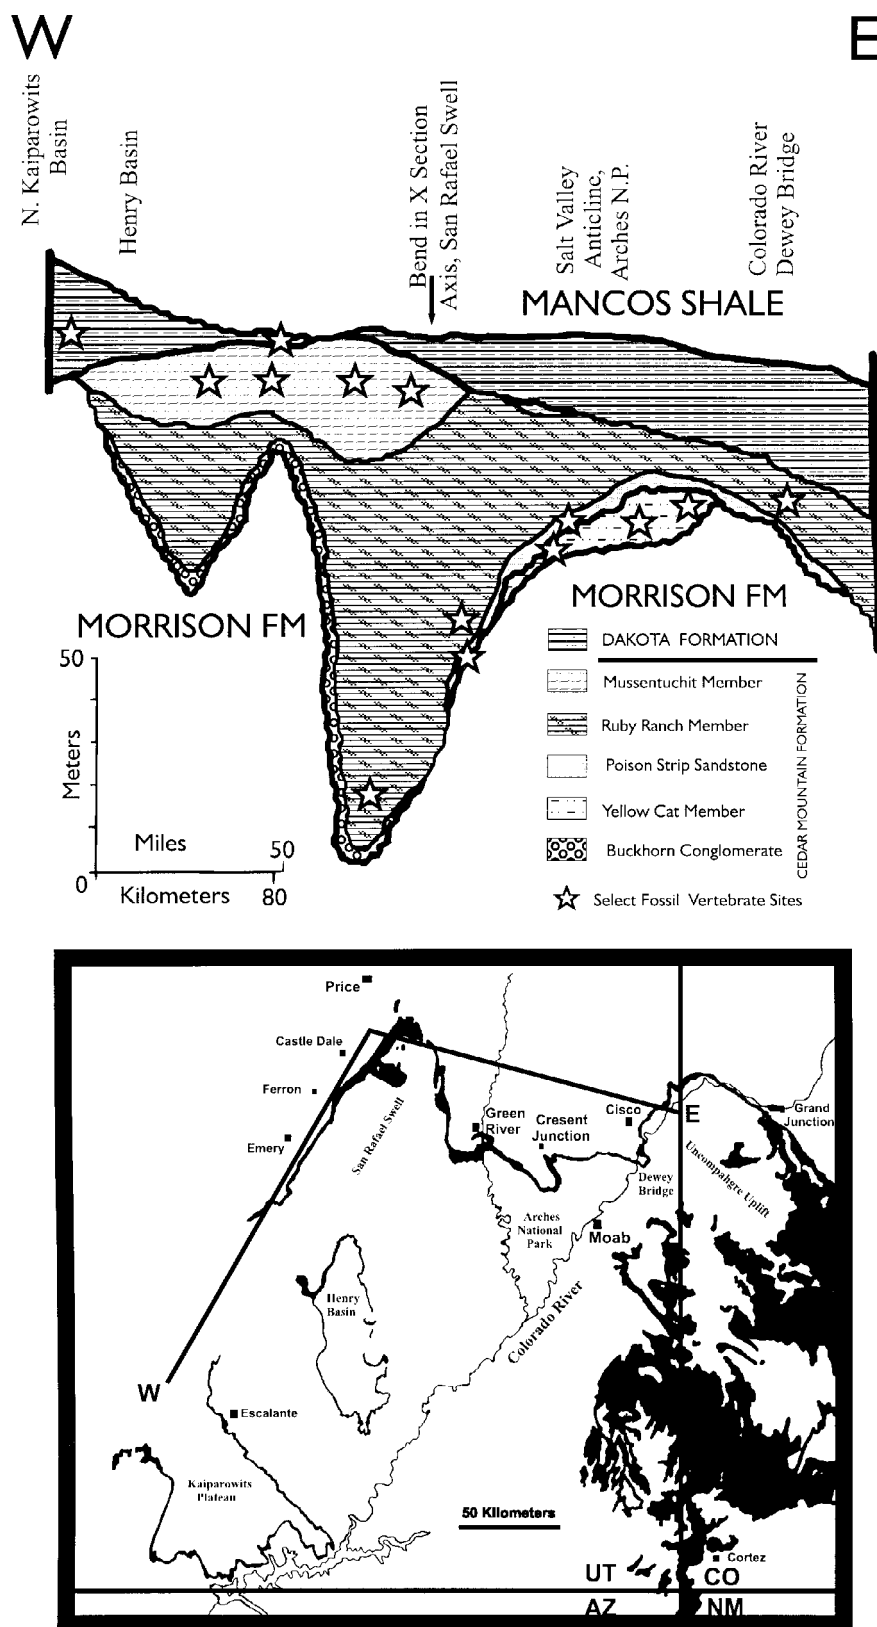 W
E
N. Kaiparowits
Basin
Henry Basin
Bend in X Section
Axis, San Rafael Swell
Salt Valley
Anticline,
Arches N.P.
Colorado River
Dewey Bridge
MANCOS SHALE
MORRISON FM
MORRISON FM
50
Meters
0
Miles
50
Kilometers
80
DAKOTA FORMATION
Mussentuchit Member
Ruby Ranch Member
Poison Strip Sandstone
Yellow Cat Member
Buckhorn Conglomerate
CEDAR MOUNTAIN FORMATION
Select Fossil Vertebrate Sites
Price
Castle Dale
Ferron
Emery
San Rafael Swell
Green
River
Cresent
Junction
Cisco
E
Grand
Junction
Dewey
Bridge
Uncompahgre Uplift
Arches
National
Park
Moab
Henry
Basin
Colorado River
W
Escalante
Kaiparowits
Plateau
50 Kilometers
Cortez
UT
CO
AZ
NM